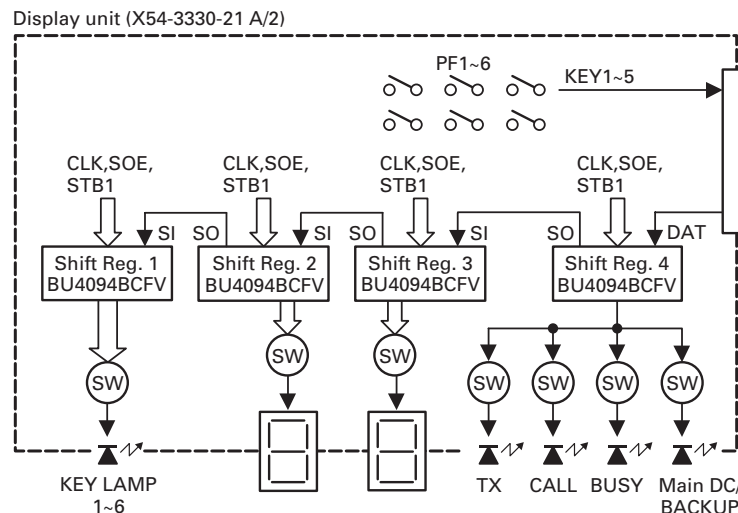 Display unit (X54-3330-21 A/2)
PF1~6
KEY1~5
CLK,SOE,
STB1
CLK,SOE,
STB1
CLK,SOE,
STB1
CLK,SOE,
STB1
SI
SO
SI
SO
SI
SO
DAT
Shift Reg. 1
BU4094BCFV
Shift Reg. 2
BU4094BCFV
Shift Reg. 3
BU4094BCFV
Shift Reg. 4
BU4094BCFV
SW
SW
SW
SW
SW
SW
SW
KEY LAMP
1~6
TX
CALL
BUSY
Main DC/
BACKUP